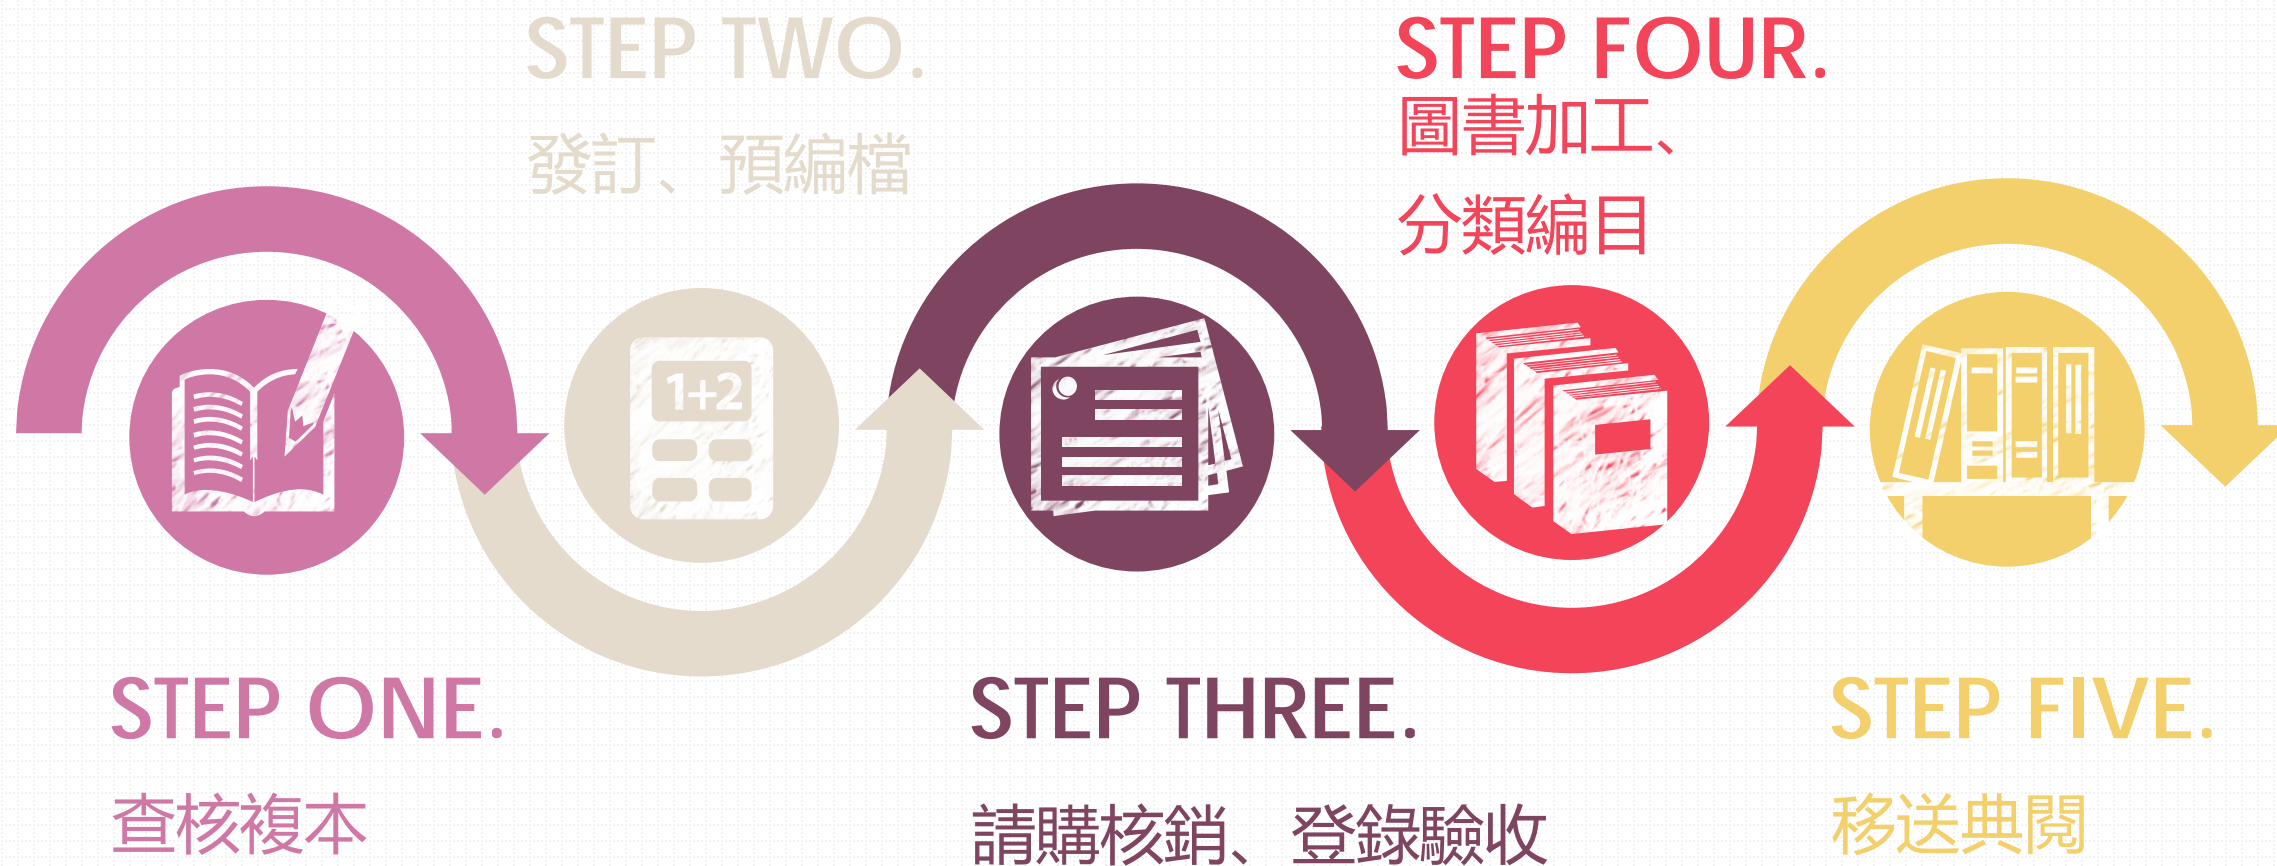 STEP ONE.
查核複本
STEP TWO.
發訂、預編檔
1+2
STEP THREE.
請購核銷、登錄驗收
STEP FOUR.
圖書加工、
分類編目
STEP FIVE.
移送典閱